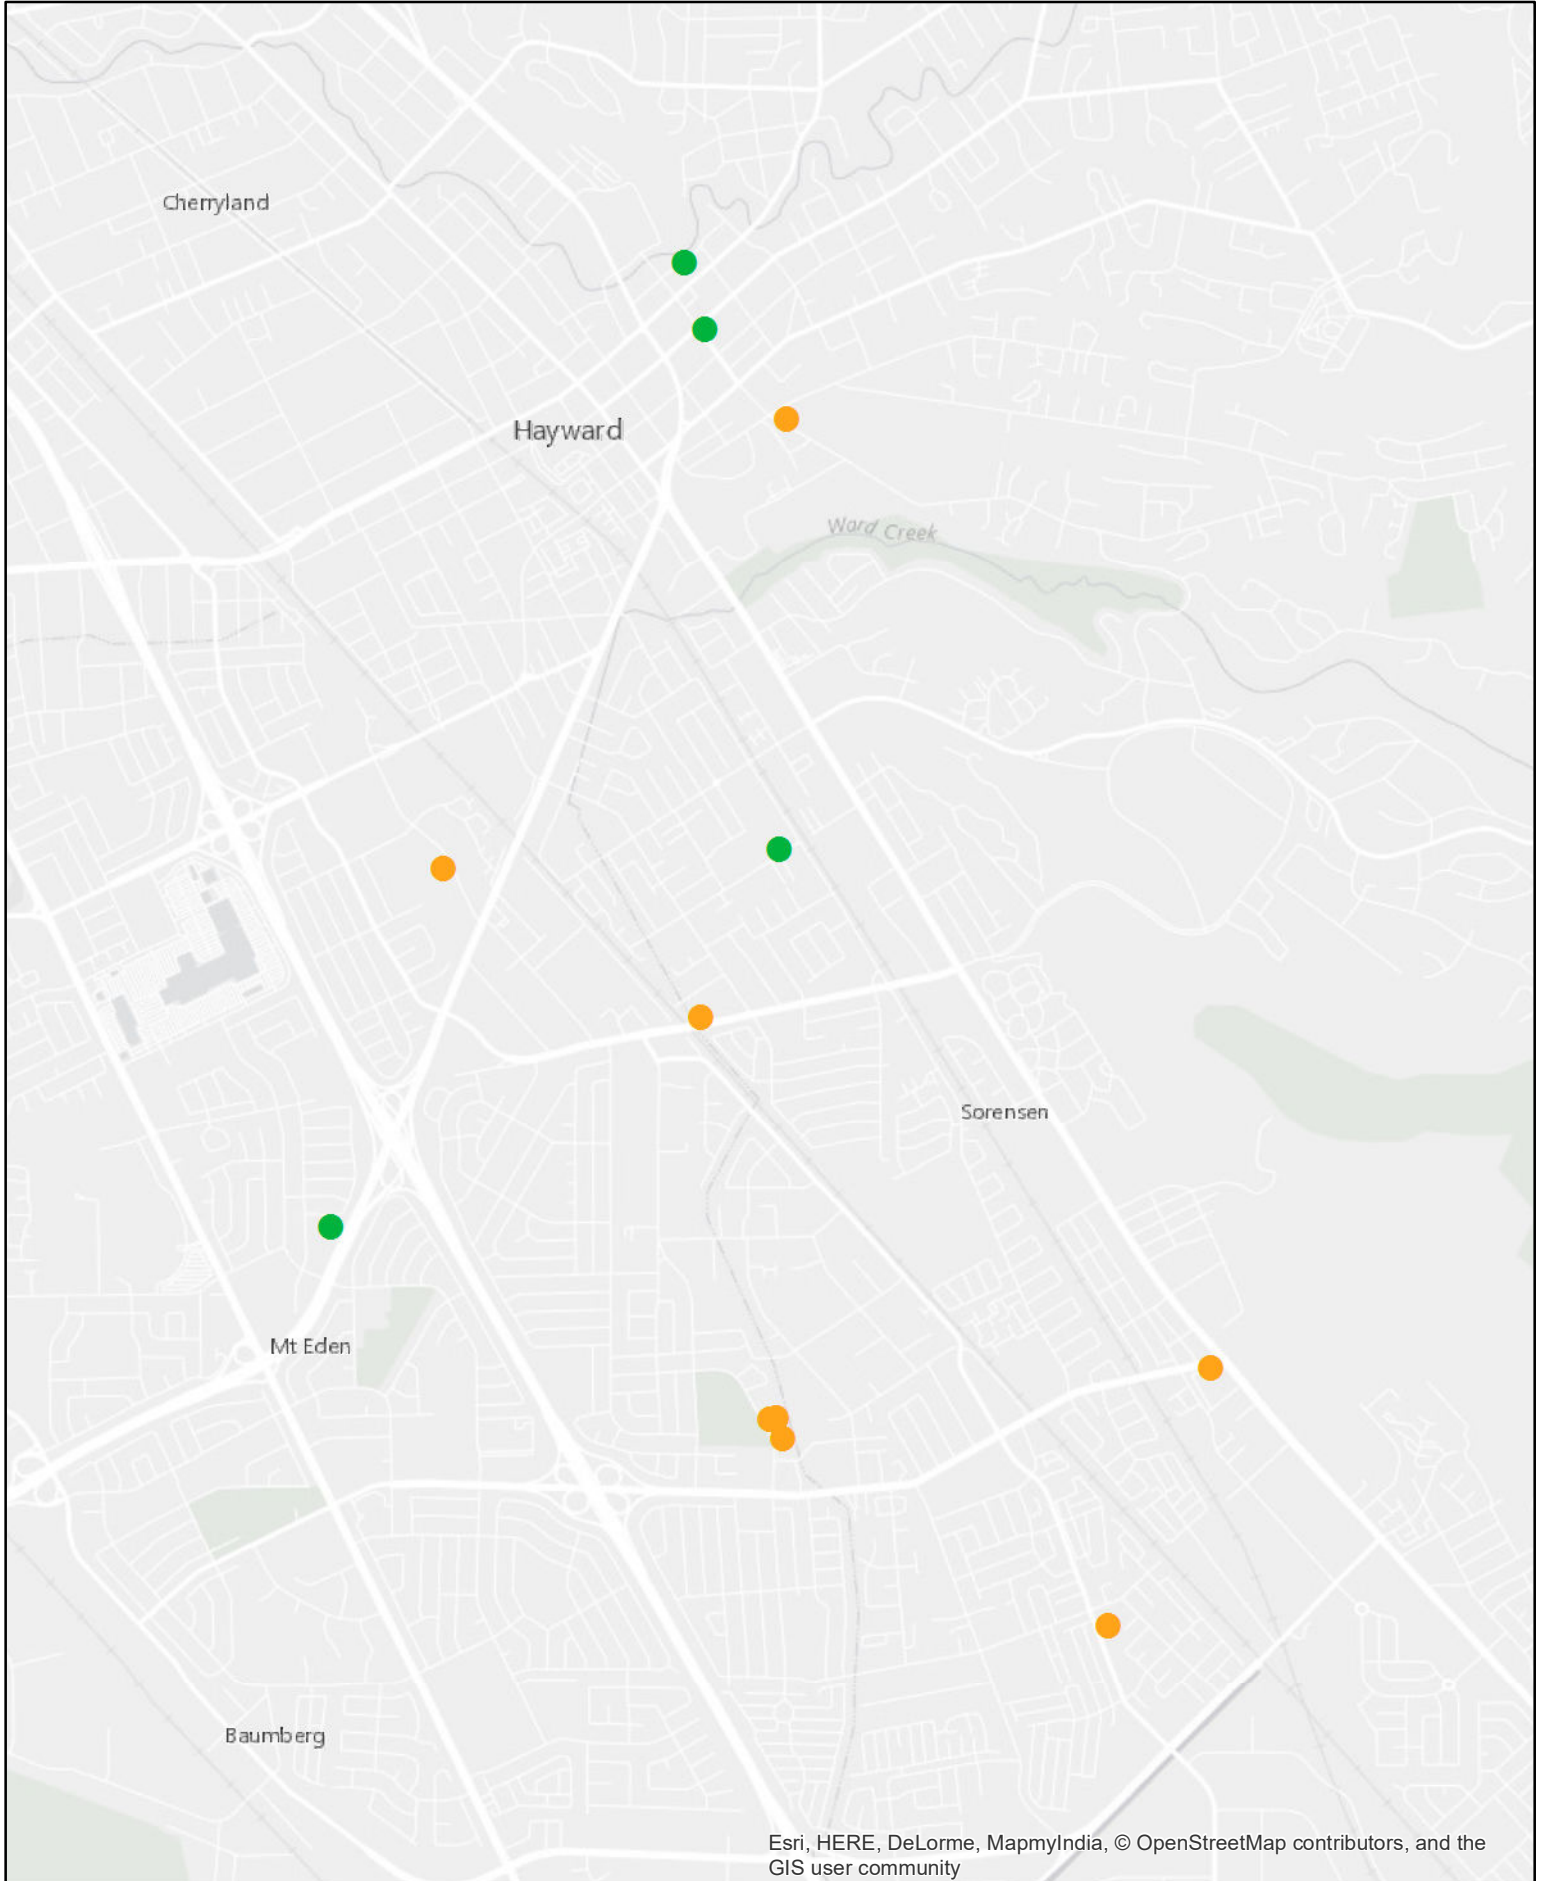 Cherryland
Hayward
Ward Creek
Sorensen
Mt Eden
Baumberg
Esri, HERE, DeLorme, MapmyIndia, © OpenStreetMap contributors, and the
GIS user community